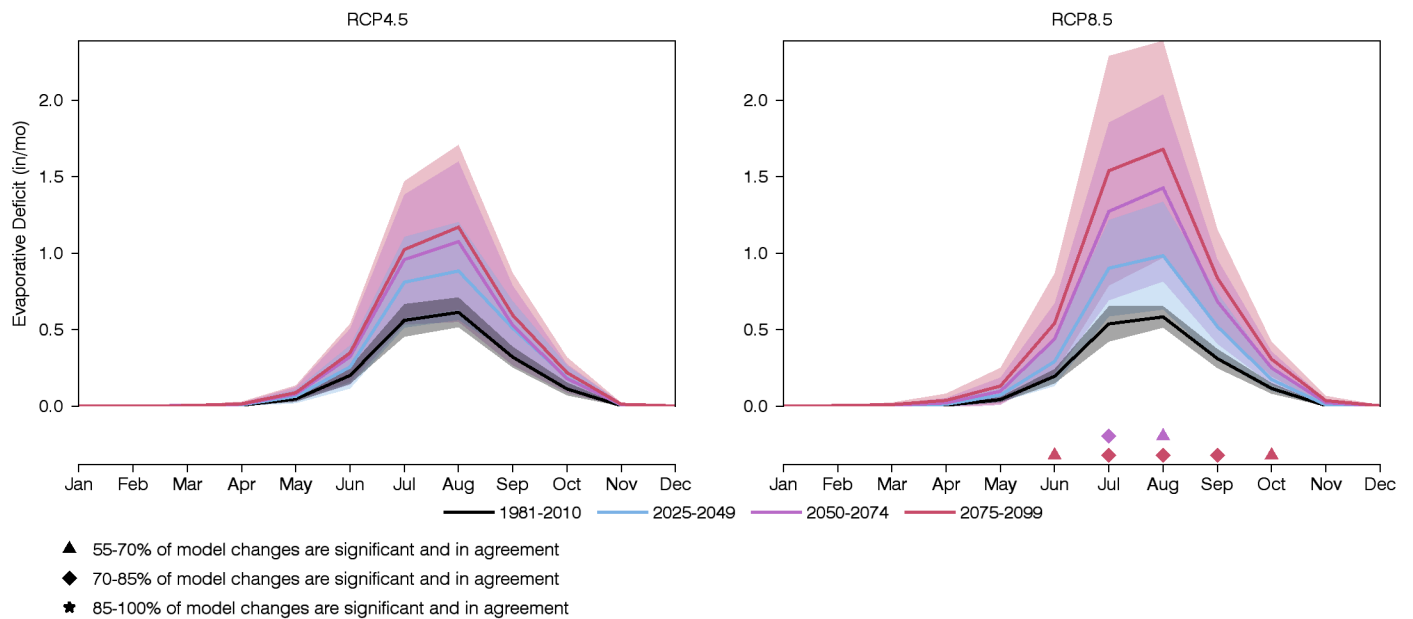 RCP4.5
RCP8.5
Evaporative Deficit (in/mo)
2.0
1.5
1.0
0.5
0.0
2.0
1.5
1.0
0.5
0.0
Jan Feb Mar Apr May Jun Jul Aug Sep Oct Nov Dec
Jan Feb Mar Apr May Jun Jul Aug Sep Oct Nov Dec
1981-2010 2025-2049 2050-2074 2075-2099
55-70% of model changes are significant and in agreement
70-85% of model changes are significant and in agreement
85-100% of model changes are significant and in agreement